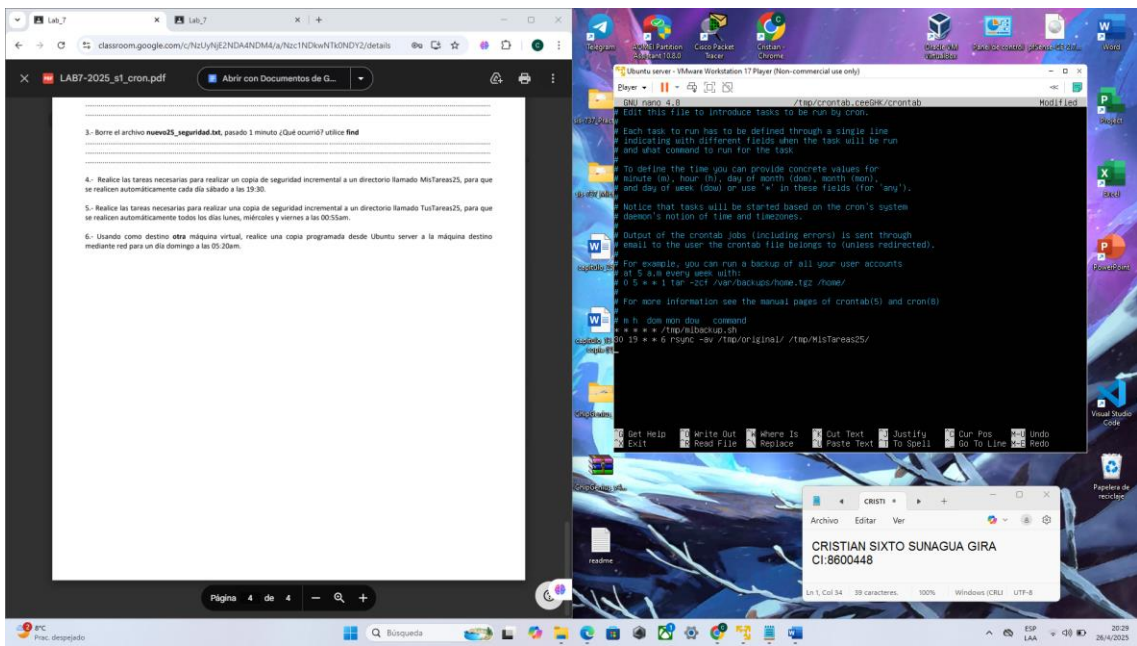 Lab_7
Lab_7
classroom.google.com/c/NzUyNjE2NDA4NDM4/a/Nzc1NDkwNTk0NDY2/details
LAB7-2025_s1_cron.pdf
Abrir con Documentos de G...
3.- Borre el archivo nuevo25_seguridad.txt, pasado 1 minuto ¿Qué ocurrió? utilice find
4.- Realice las tareas necesarias para realizar un copia de seguridad incremental a un directorio llamado MisTareas25, para que
se realicen automáticamente cada día sábado a las 19:30.
5.- Realice las tareas necesarias para realizar una copia de seguridad incremental a un directorio llamado TusTareas25, para que
se realicen automáticamente todos los días lunes, miércoles y viernes a las 00:55am.
6.- Usando como destino otra máquina virtual, realice una copia programada desde Ubuntu server a la máquina destino
mediante red para un día domingo a las 05:20am.
Página 4 de 4
Telegram
Cisco Packet
Tracer
Cristian -
Chrome
Word
Ubuntu server - VMware Workstation 17 Player (Non-commercial use only)
Player
GNU nano 4.8 /tmp/crontab.ceeGHK/crontab Modified
# Edit this file to introduce tasks to be run by cron.
#
# Each task to run has to be defined through a single line
# indicating with different fields when the task will be run
# and what command to run for the task
#
# To define the time you can provide concrete values for
# minute (m), hour (h), day of month (dom), month (mon),
# and day of week (dow) or use '*' in these fields (for 'any').
#
# Notice that tasks will be started based on the cron's system
# daemon's notion of time and timezones.
#
# Output of the crontab jobs (including errors) is sent through
# email to the user the crontab file belongs to (unless redirected).
#
# For example, you can run a backup of all your user accounts
# at 5 a.m every week with:
# 0 5 * * 1 tar -zcf /var/backups/home.tgz /home/
#
# For more information see the manual pages of crontab(5) and cron(8)
#
# m h dom mon dow command
* * * * * /tmp/mibackup.sh
30 19 * * 6 rsync -av /tmp/original/ /tmp/MisTareas25/
^G Get Help ^O Write Out ^W Where Is ^K Cut Text ^J Justify ^C Cur Pos M-U Undo
^X Exit ^R Read File ^\ Replace ^U Paste Text ^T To Spell ^_ Go To Line M-E Redo
Project
Excel
PowerPoint
Visual Studio
Code
Papelera de
reciclaje
readme
CRISTI
Archivo Editar Ver
CRISTIAN SIXTO SUNAGUA GIRA
CI:8600448
Ln 1, Col 34 39 caracteres. 100% Windows (CRLI UTF-8
8°C
Prac. despejado
Búsqueda
ESP
LAA
20:29
26/4/2025